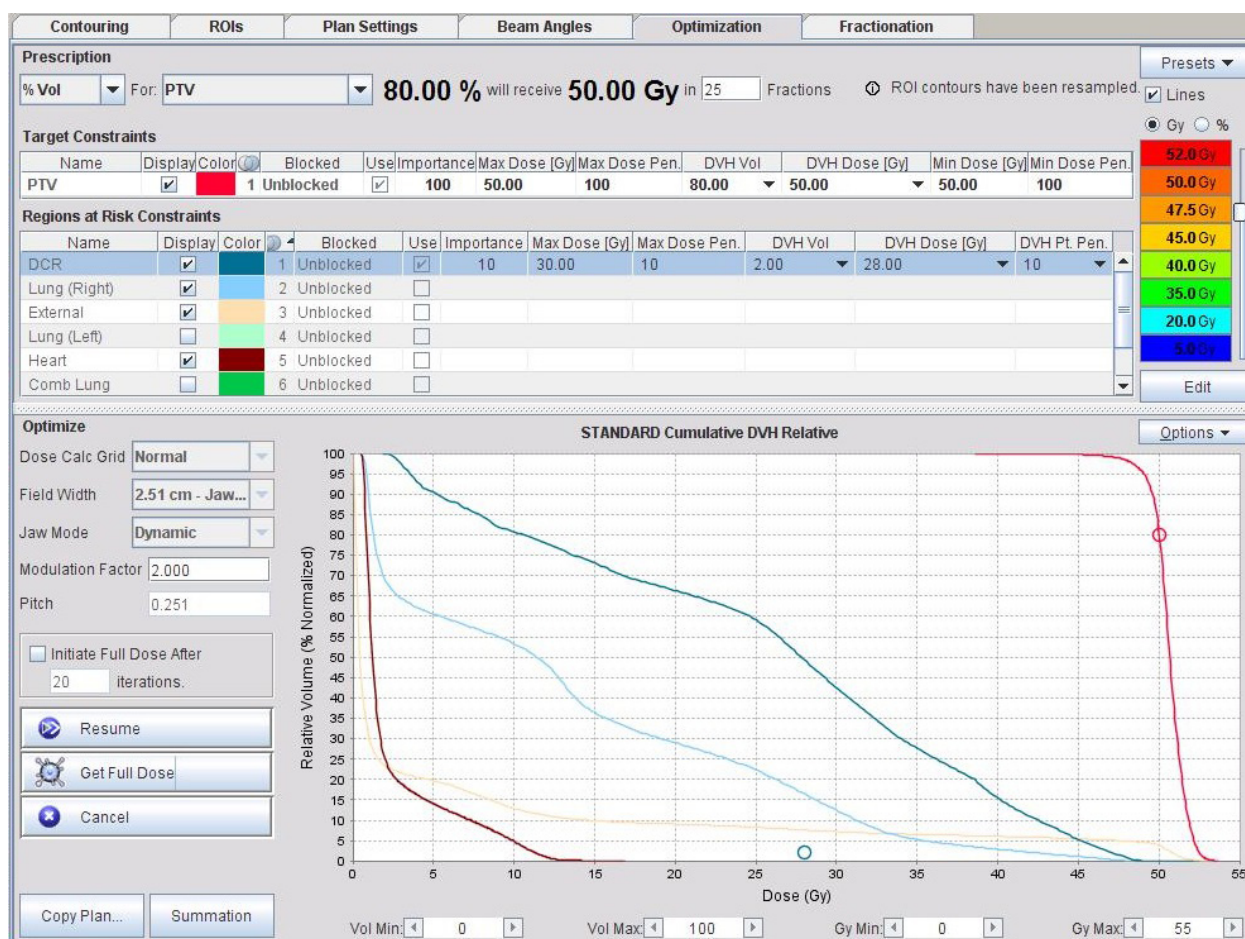 Contouring ROIs Plan Settings Beam Angles Optimization Fractionation
Prescription
Presets
% Vol For: PTV 80.00 % will receive 50.00 Gy in 25 Fractions ROI contours have been resampled.
Lines
Gy %
Target Constraints
Name Display Color Blocked Use Importance Max Dose [Gy] Max Dose Pen. DVH Vol DVH Dose [Gy] Min Dose [Gy] Min Dose Pen.
PTV 1 Unblocked 100 50.00 100 80.00 50.00 50.00 100
52.0 Gy
50.0 Gy
47.5 Gy
45.0 Gy
40.0 Gy
35.0 Gy
20.0 Gy
5.0 Gy
Edit
Regions at Risk Constraints
Name Display Color Blocked Use Importance Max Dose [Gy] Max Dose Pen. DVH Vol DVH Dose [Gy] DVH Pt. Pen.
DCR 1 Unblocked 10 30.00 10 2.00 28.00 10
Lung (Right) 2 Unblocked
External 3 Unblocked
Lung (Left) 4 Unblocked
Heart 5 Unblocked
Comb Lung 6 Unblocked
Optimize
Dose Calc Grid Normal
Field Width 2.51 cm - Jaw...
Jaw Mode Dynamic
Modulation Factor 2.000
Pitch 0.251
Initiate Full Dose After
20 iterations.
Resume
Get Full Dose
Cancel
Copy Plan... Summation
STANDARD Cumulative DVH Relative
Options
Relative Volume (% Normalized)
100
95
90
85
80
75
70
65
60
55
50
45
40
35
30
25
20
15
10
5
0
0 5 10 15 20 25 30 35 40 45 50 55
Dose (Gy)
Vol Min: 0 Vol Max: 100 Gy Min: 0 Gy Max: 55